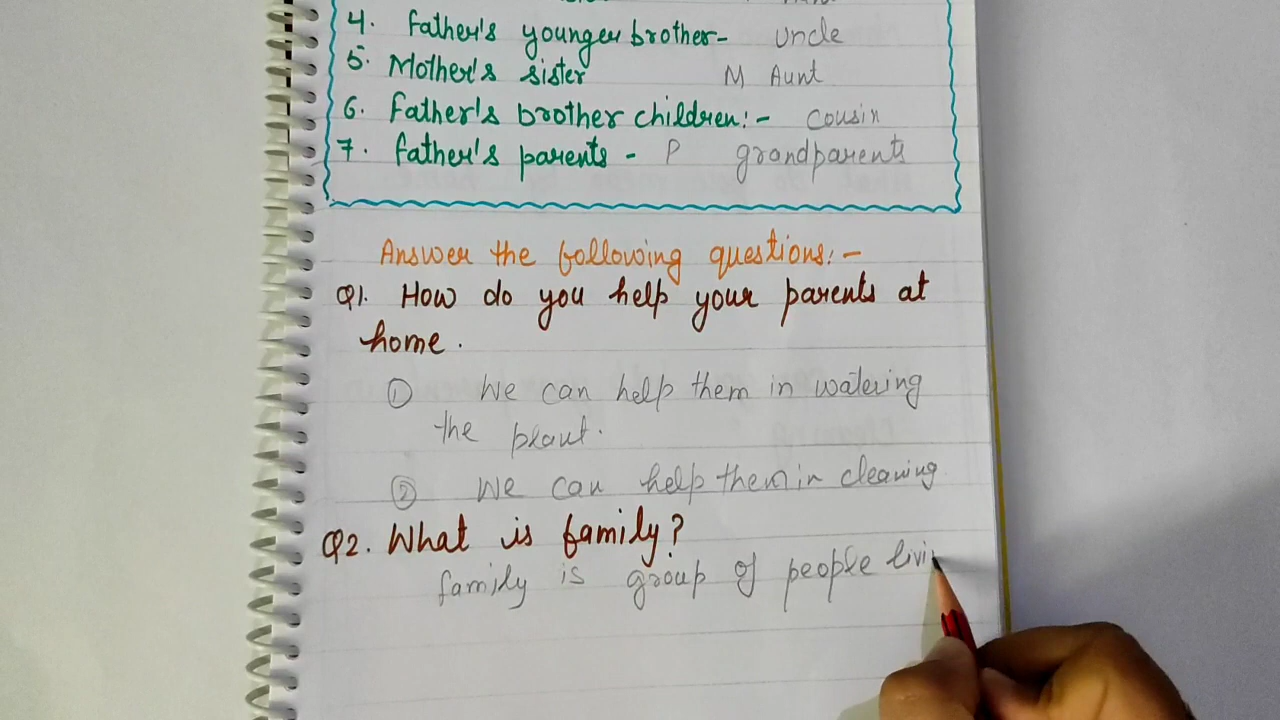 4. Father's younger brother- uncle
5. Mother's sister M Aunt
6. Father's brother children:- cousin
7. Father's parents - P grandparents
Answer the following questions:-
Q1. How do you help your parents at
home.
① We can help them in watering
the plant.
② We can help them in cleaning
Q2. What is family?
family is group of people livi